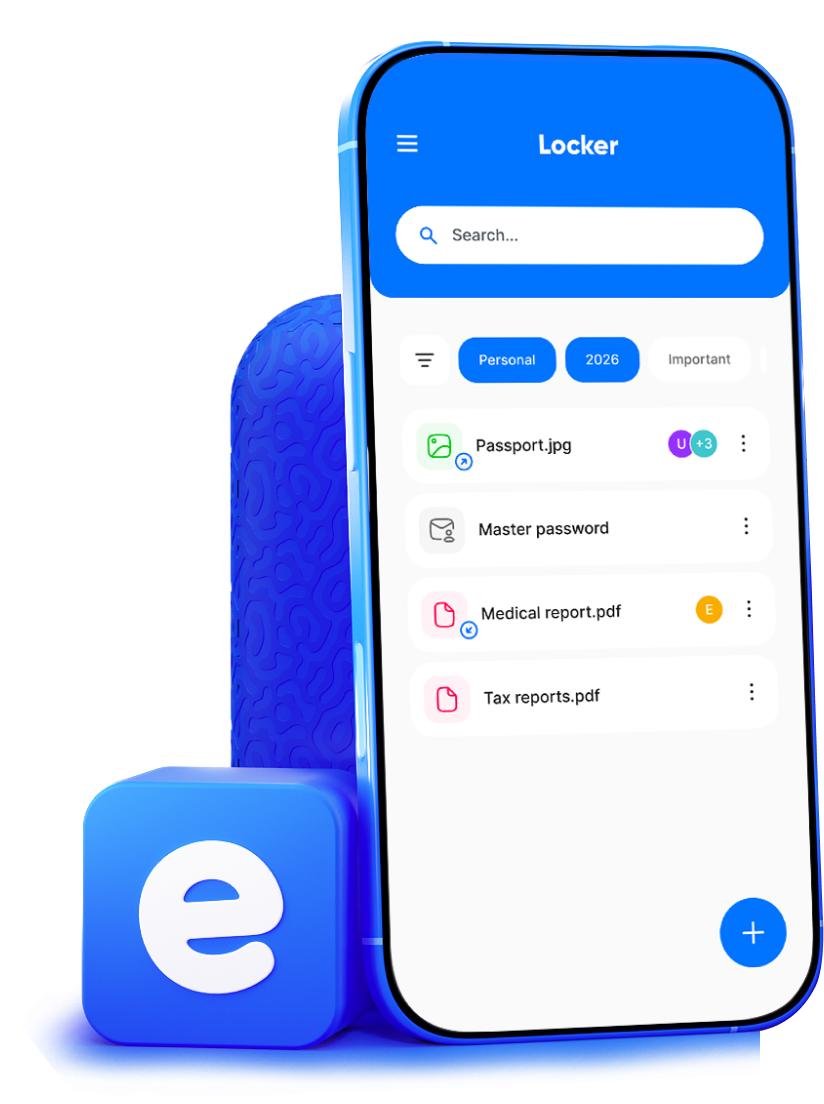 Locker
Search...
Personal
2026
Important
Passport.jpg
U
+3
Master password
Medical report.pdf
E
Tax reports.pdf
e